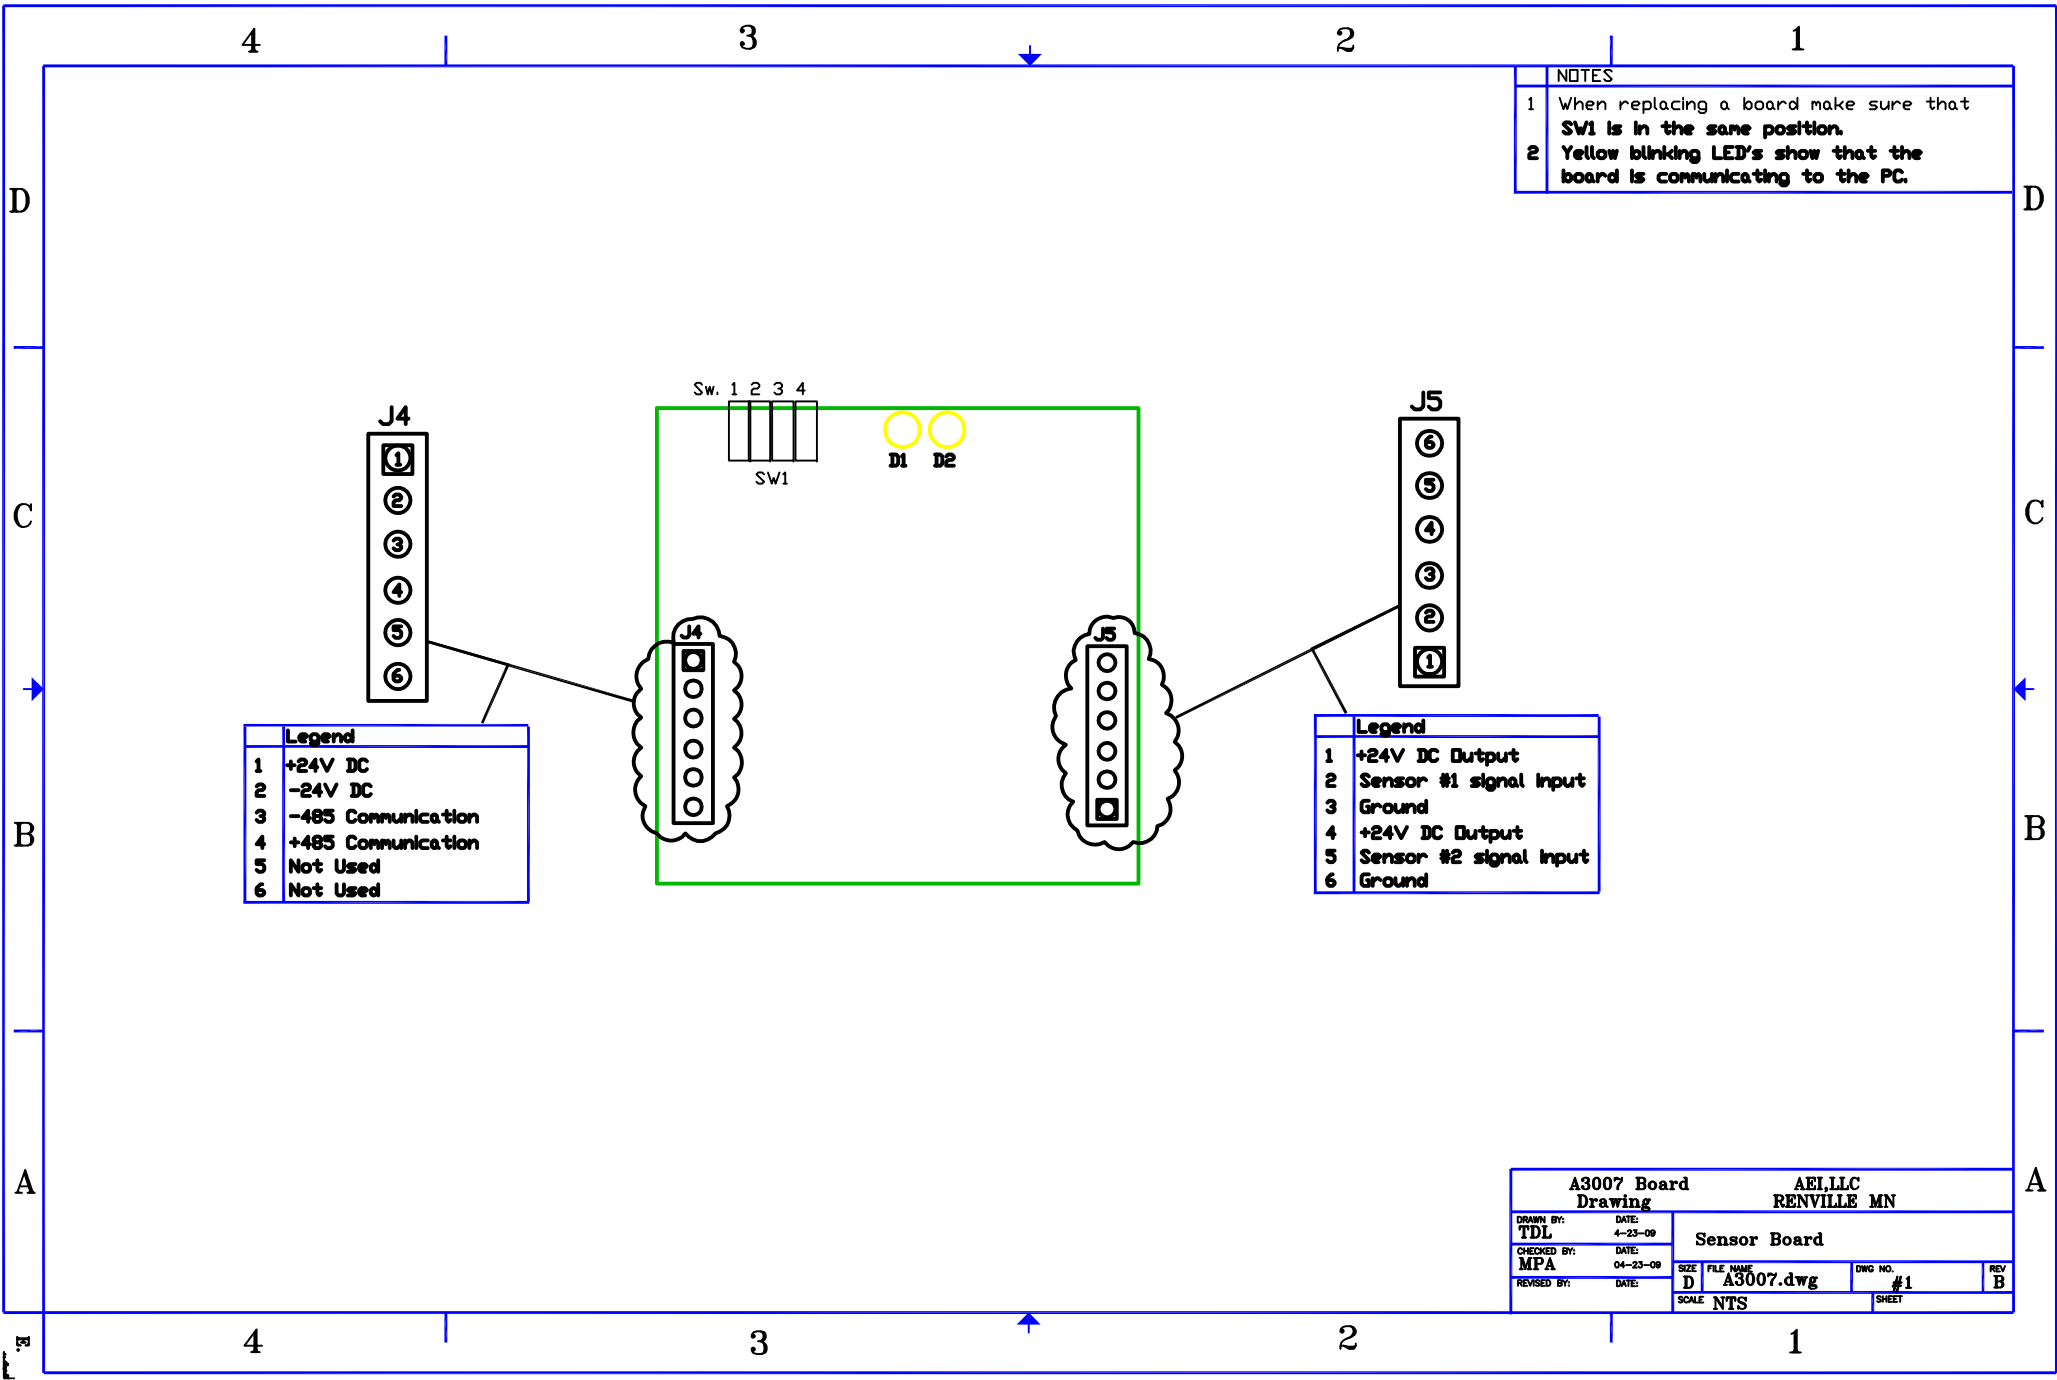 4 3 2 1
NOTES
1 When replacing a board make sure that
SW1 is in the same position.
2 Yellow blinking LED's show that the
board is communicating to the PC.
D D
Sw. 1 2 3 4
J4
J5
1
2
3
4
5
6
D1 D2
SW1
6
5
4
3
2
1
C C
J4
J5
Legend
1 +24V DC
2 -24V DC
3 -485 Communication
4 +485 Communication
5 Not Used
6 Not Used
Legend
1 +24V DC Output
2 Sensor #1 signal input
3 Ground
4 +24V DC Output
5 Sensor #2 signal input
6 Ground
B B
A A
A3007 Board
Drawing
AEI,LLC
RENVILLE MN
DRAWN BY: DATE:
TDL 4-23-09
CHECKED BY: DATE:
MPA 04-23-09
REVISED BY: DATE:
Sensor Board
SIZE FILE NAME DWG NO. REV
D A3007.dwg #1 B
SCALE NTS SHEET
4 3 2 1
E.